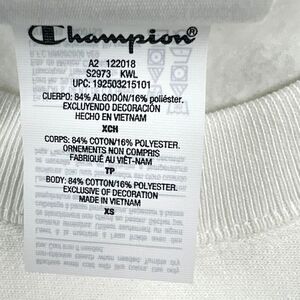 Champion®
A2 122018
S2973 KWL
UPC: 192503215101
CUERPO: 84% ALGODÓN/16% poliéster.
EXCLUYENDO DECORACIÓN
HECHO EN VIETNAM
XCH
CORPS: 84% COTON/16% POLYESTER.
ORNEMENTS NON COMPRIS
FABRIQUÉ AU VIÊT-NAM
TP
BODY: 84% COTTON/16% POLYESTER.
EXCLUSIVE OF DECORATION
MADE IN VIETNAM
XS